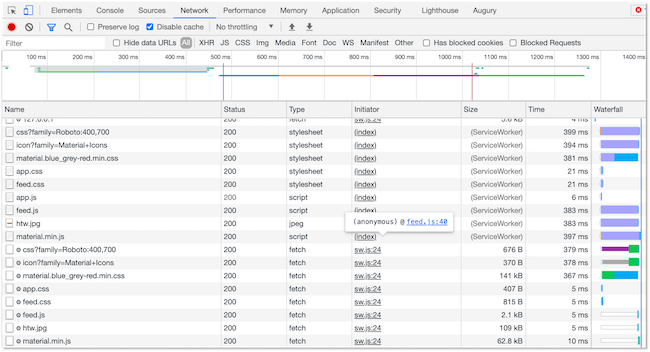 Elements Console Sources Network Performance Memory Application Security Lighthouse Augury
Preserve log Disable cache No throttling
Filter Hide data URLs All XHR JS CSS Img Media Font Doc WS Manifest Other Has blocked cookies Blocked Requests
100 ms 200 ms 300 ms 400 ms 500 ms 600 ms 700 ms 800 ms 900 ms 1000 ms 1100 ms 1200 ms 1300 ms 1400 ms
Name Status Type Initiator Size Time Waterfall
127.0.0.1 200 fetch sw.js:24 5.6 kB 4 ms
css?family=Roboto:400,700 200 stylesheet (index) (ServiceWorker) 399 ms
icon?family=Material+Icons 200 stylesheet (index) (ServiceWorker) 394 ms
material.blue_grey-red.min.css 200 stylesheet (index) (ServiceWorker) 381 ms
app.css 200 stylesheet (index) (ServiceWorker) 21 ms
feed.css 200 stylesheet (index) (ServiceWorker) 21 ms
app.js 200 script (index) (ServiceWorker) 6 ms
feed.js 200 script (index) (ServiceWorker) 383 ms
htw.jpg 200 jpeg (anonymous) @ feed.js:40 (ServiceWorker) 383 ms
material.min.js 200 script (index) (ServiceWorker) 397 ms
css?family=Roboto:400,700 200 fetch sw.js:24 676 B 379 ms
icon?family=Material+Icons 200 fetch sw.js:24 370 B 378 ms
material.blue_grey-red.min.css 200 fetch sw.js:24 141 kB 367 ms
app.css 200 fetch sw.js:24 407 B 5 ms
feed.css 200 fetch sw.js:24 815 B 5 ms
feed.js 200 fetch sw.js:24 2.1 kB 5 ms
htw.jpg 200 fetch sw.js:24 109 kB 5 ms
material.min.js 200 fetch sw.js:24 62.8 kB 10 ms